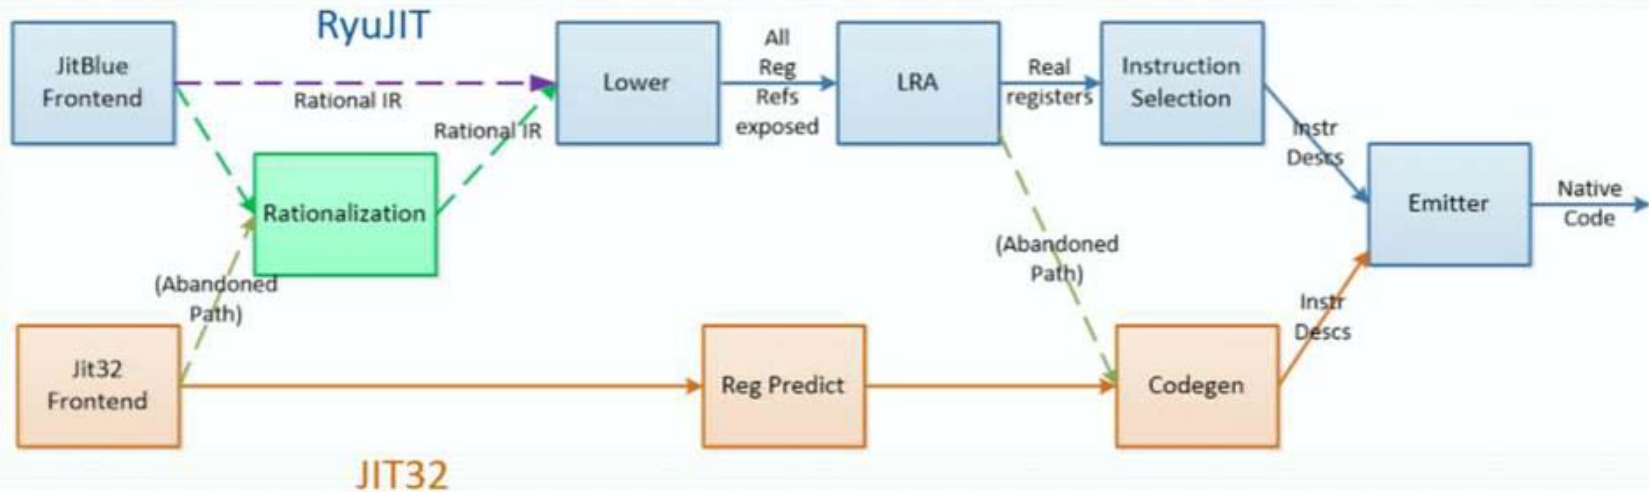 RyuJIT
JitBlue
Frontend
Rational IR
Rational IR
Rationalization
Lower
All
Reg
Refs
exposed
LRA
Real
registers
Instruction
Selection
Instr
Descs
Emitter
Native
Code
(Abandoned
Path)
(Abandoned
Path)
Jit32
Frontend
Reg Predict
Codegen
Instr
Descs
JIT32